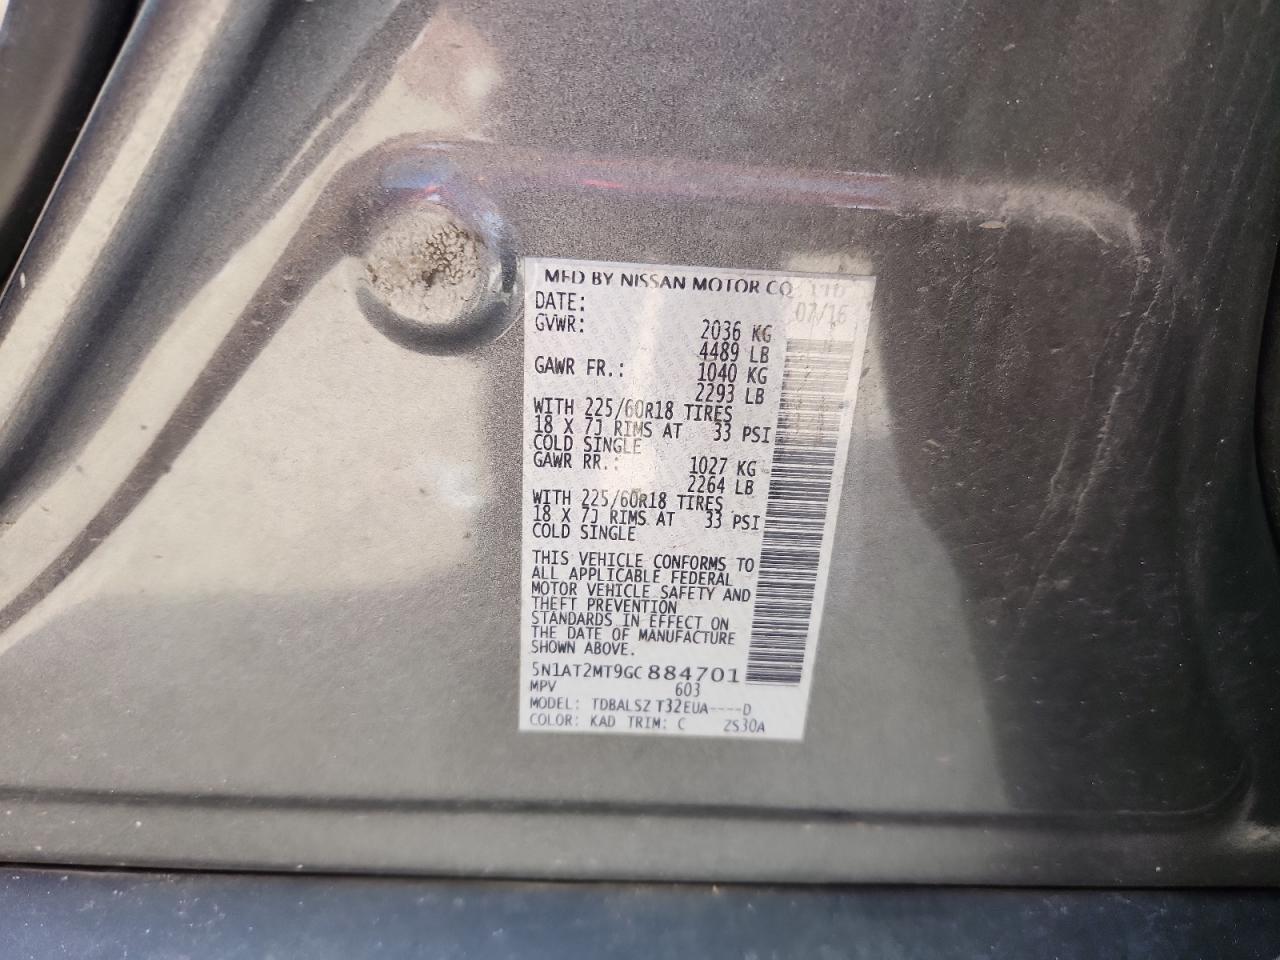 MFD BY NISSAN MOTOR CO., LTD
DATE: 07/16
GVWR: 2036 KG
4489 LB
GAWR FR.: 1040 KG
2293 LB
WITH 225/60R18 TIRES
18 X 7J RIMS AT 33 PSI
COLD SINGLE
GAWR RR.: 1027 KG
2264 LB
WITH 225/60R18 TIRES
18 X 7J RIMS AT 33 PSI
COLD SINGLE
THIS VEHICLE CONFORMS TO
ALL APPLICABLE FEDERAL
MOTOR VEHICLE SAFETY AND
THEFT PREVENTION
STANDARDS IN EFFECT ON
THE DATE OF MANUFACTURE
SHOWN ABOVE.
5N1AT2MT9GC884701
MPV 603
MODEL: TDBALSZ T32EUA----D
COLOR: KAD TRIM: C 2S30A